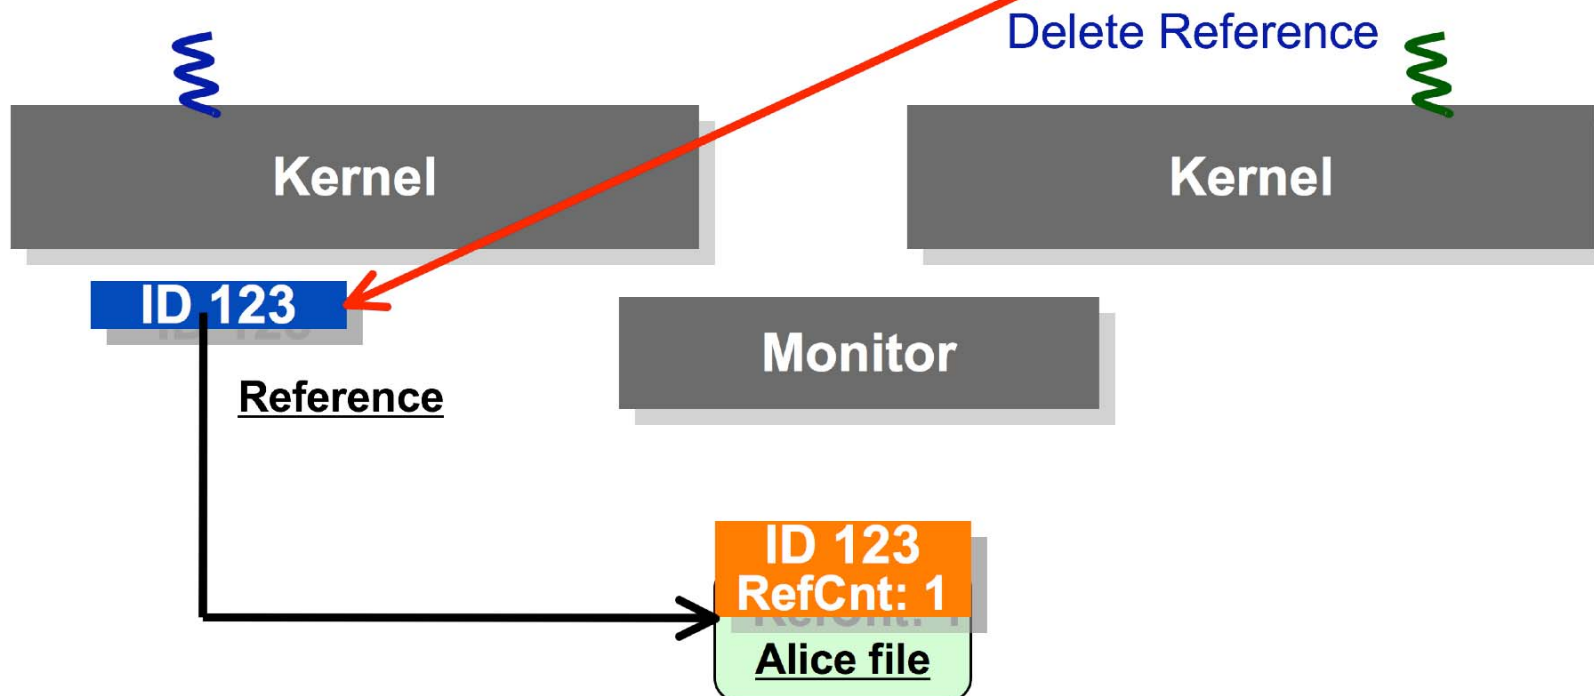 Delete Reference
Kernel
Kernel
ID 123
Monitor
Reference
ID 123
RefCnt: 1
Alice file